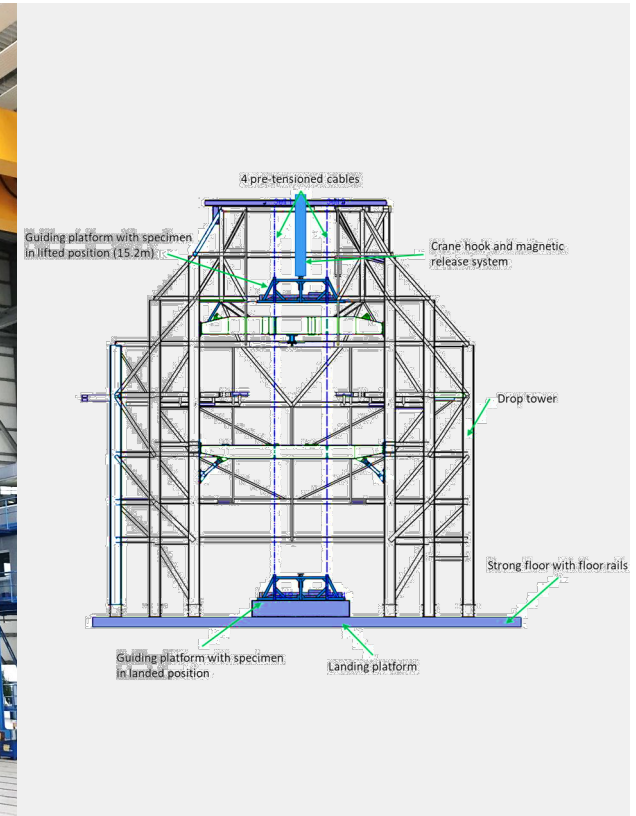 4 pre-tensioned cables
Guiding platform with specimen
in lifted position (15.2m)
Crane hook and magnetic
release system
Drop tower
Strong floor with floor rails
Guiding platform with specimen
in landed position
Landing platform